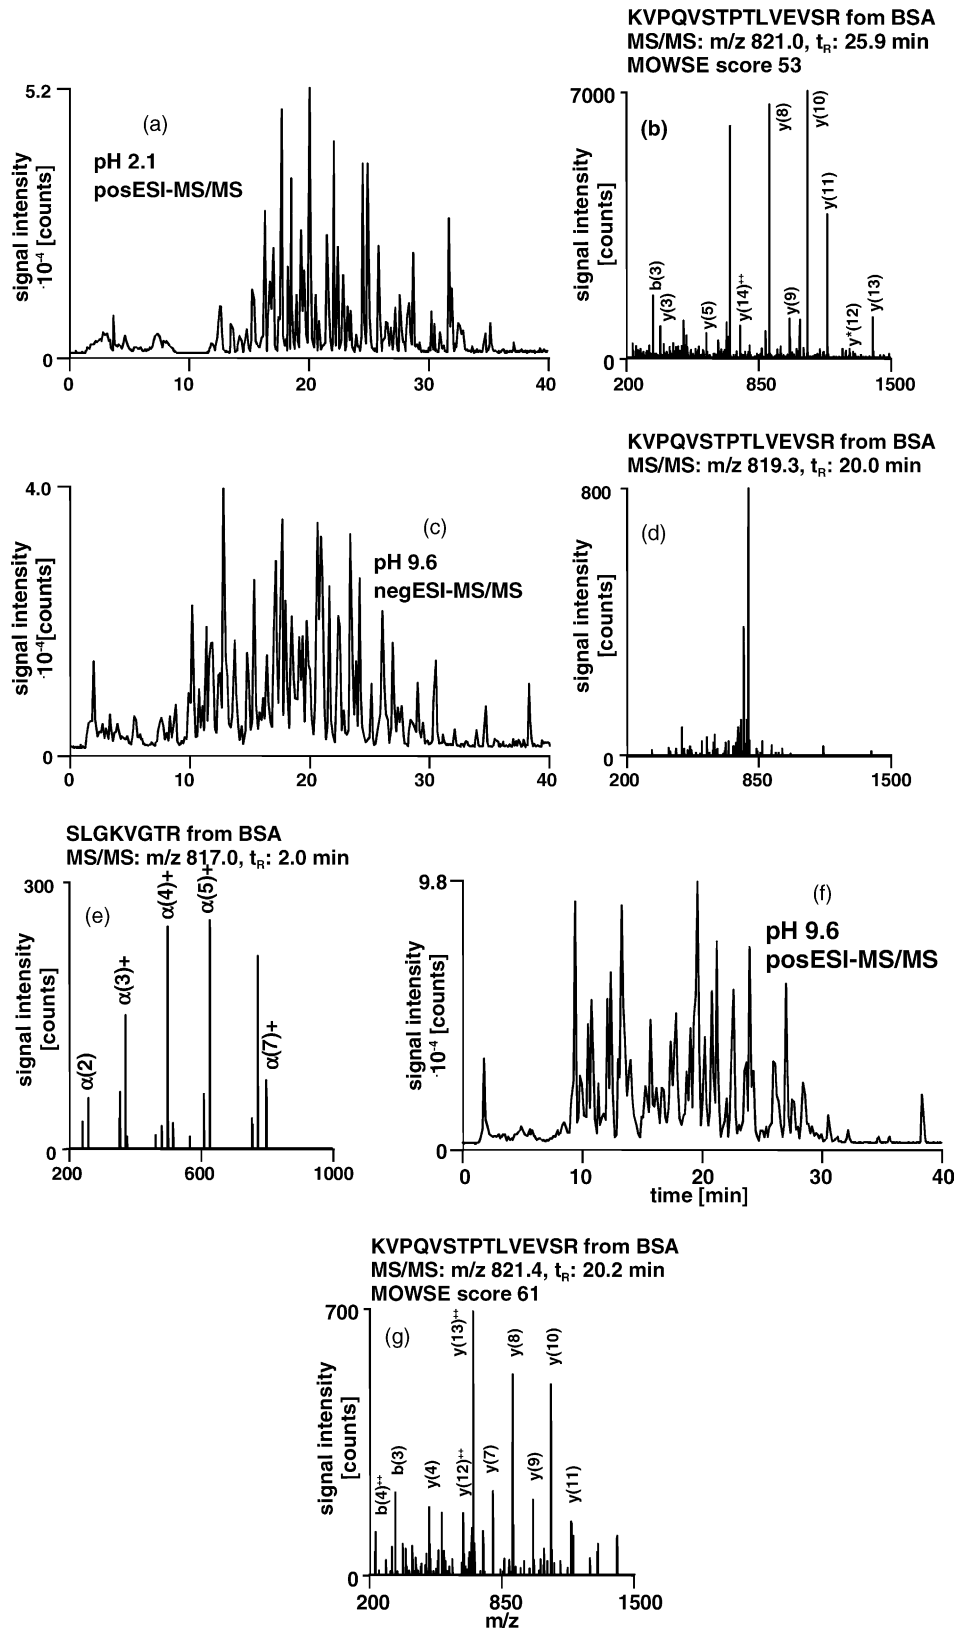 KVPQVSTPTLVEVSR fom BSA
MS/MS: m/z 821.0, tR: 25.9 min
MOWSE score 53
5.2
(a)
pH 2.1
posESI-MS/MS
signal intensity
·10-4 [counts]
0
0 10 20 30 40
7000
(b)
signal intensity
[counts]
b(3)
y(3)
y(5)
y(14)++
y(8)
y(9)
y(10)
y(11)
y*(12)
y(13)
0
200 850 1500
4.0
(c)
pH 9.6
negESI-MS/MS
signal intensity
·10-4[counts]
0
0 10 20 30 40
KVPQVSTPTLVEVSR from BSA
MS/MS: m/z 819.3, tR: 20.0 min
800
(d)
signal intensity
[counts]
0
200 850 1500
SLGKVGTR from BSA
MS/MS: m/z 817.0, tR: 2.0 min
300
(e)
signal intensity
[counts]
α(2)
α(3)+
α(4)+
α(5)+
α(7)+
0
200 600 1000
9.8
(f)
pH 9.6
posESI-MS/MS
signal intensity
·10-4 [counts]
0
0 10 20 30 40
time [min]
KVPQVSTPTLVEVSR from BSA
MS/MS: m/z 821.4, tR: 20.2 min
MOWSE score 61
700
(g)
signal intensity
[counts]
b(4)++
b(3)
y(4)
y(12)++
y(13)++
y(7)
y(8)
y(9)
y(10)
y(11)
0
200 850 1500
m/z